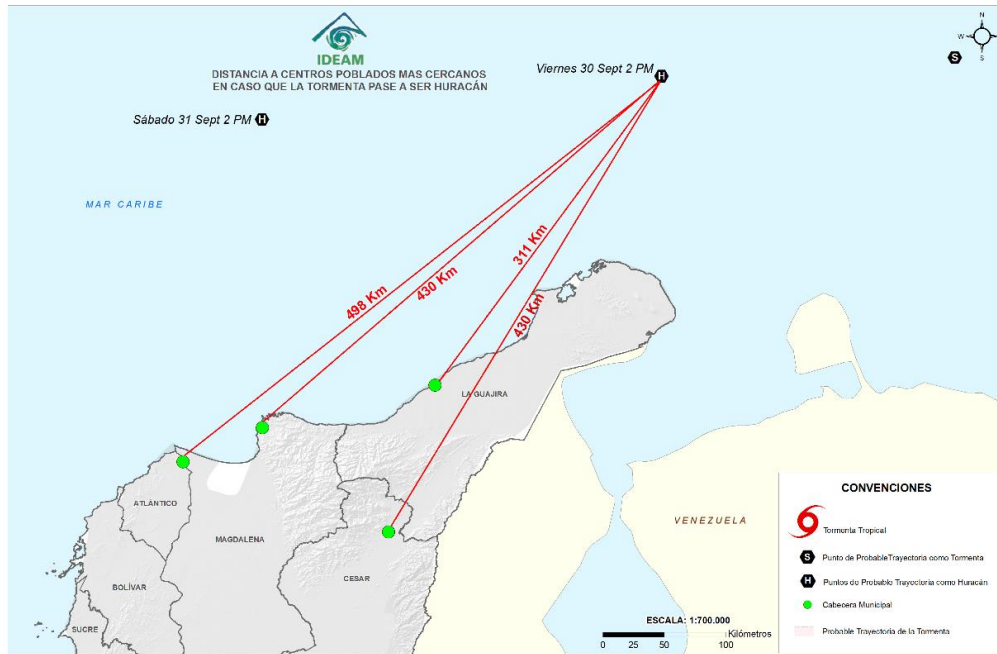 IDEAM
DISTANCIA A CENTROS POBLADOS MAS CERCANOS
EN CASO QUE LA TORMENTA PASE A SER HURACÁN
N
W
S
S
Viernes 30 Sept 2 PM H
Sábado 31 Sept 2 PM H
MAR CARIBE
311 Km
430 Km
498 Km
430 Km
LA GUAJIRA
ATLÁNTICO
MAGDALENA
CESAR
BOLÍVAR
SUCRE
VENEZUELA
CONVENCIONES
Tormenta Tropical
S Punto de ProbableTrayectoria como Tormenta
H Puntos de Probable Trayectoria como Huracán
Cabecera Municipal
Probable Trayectoria de la Tormenta
ESCALA: 1:700.000
Kilómetros
0 25 50 100